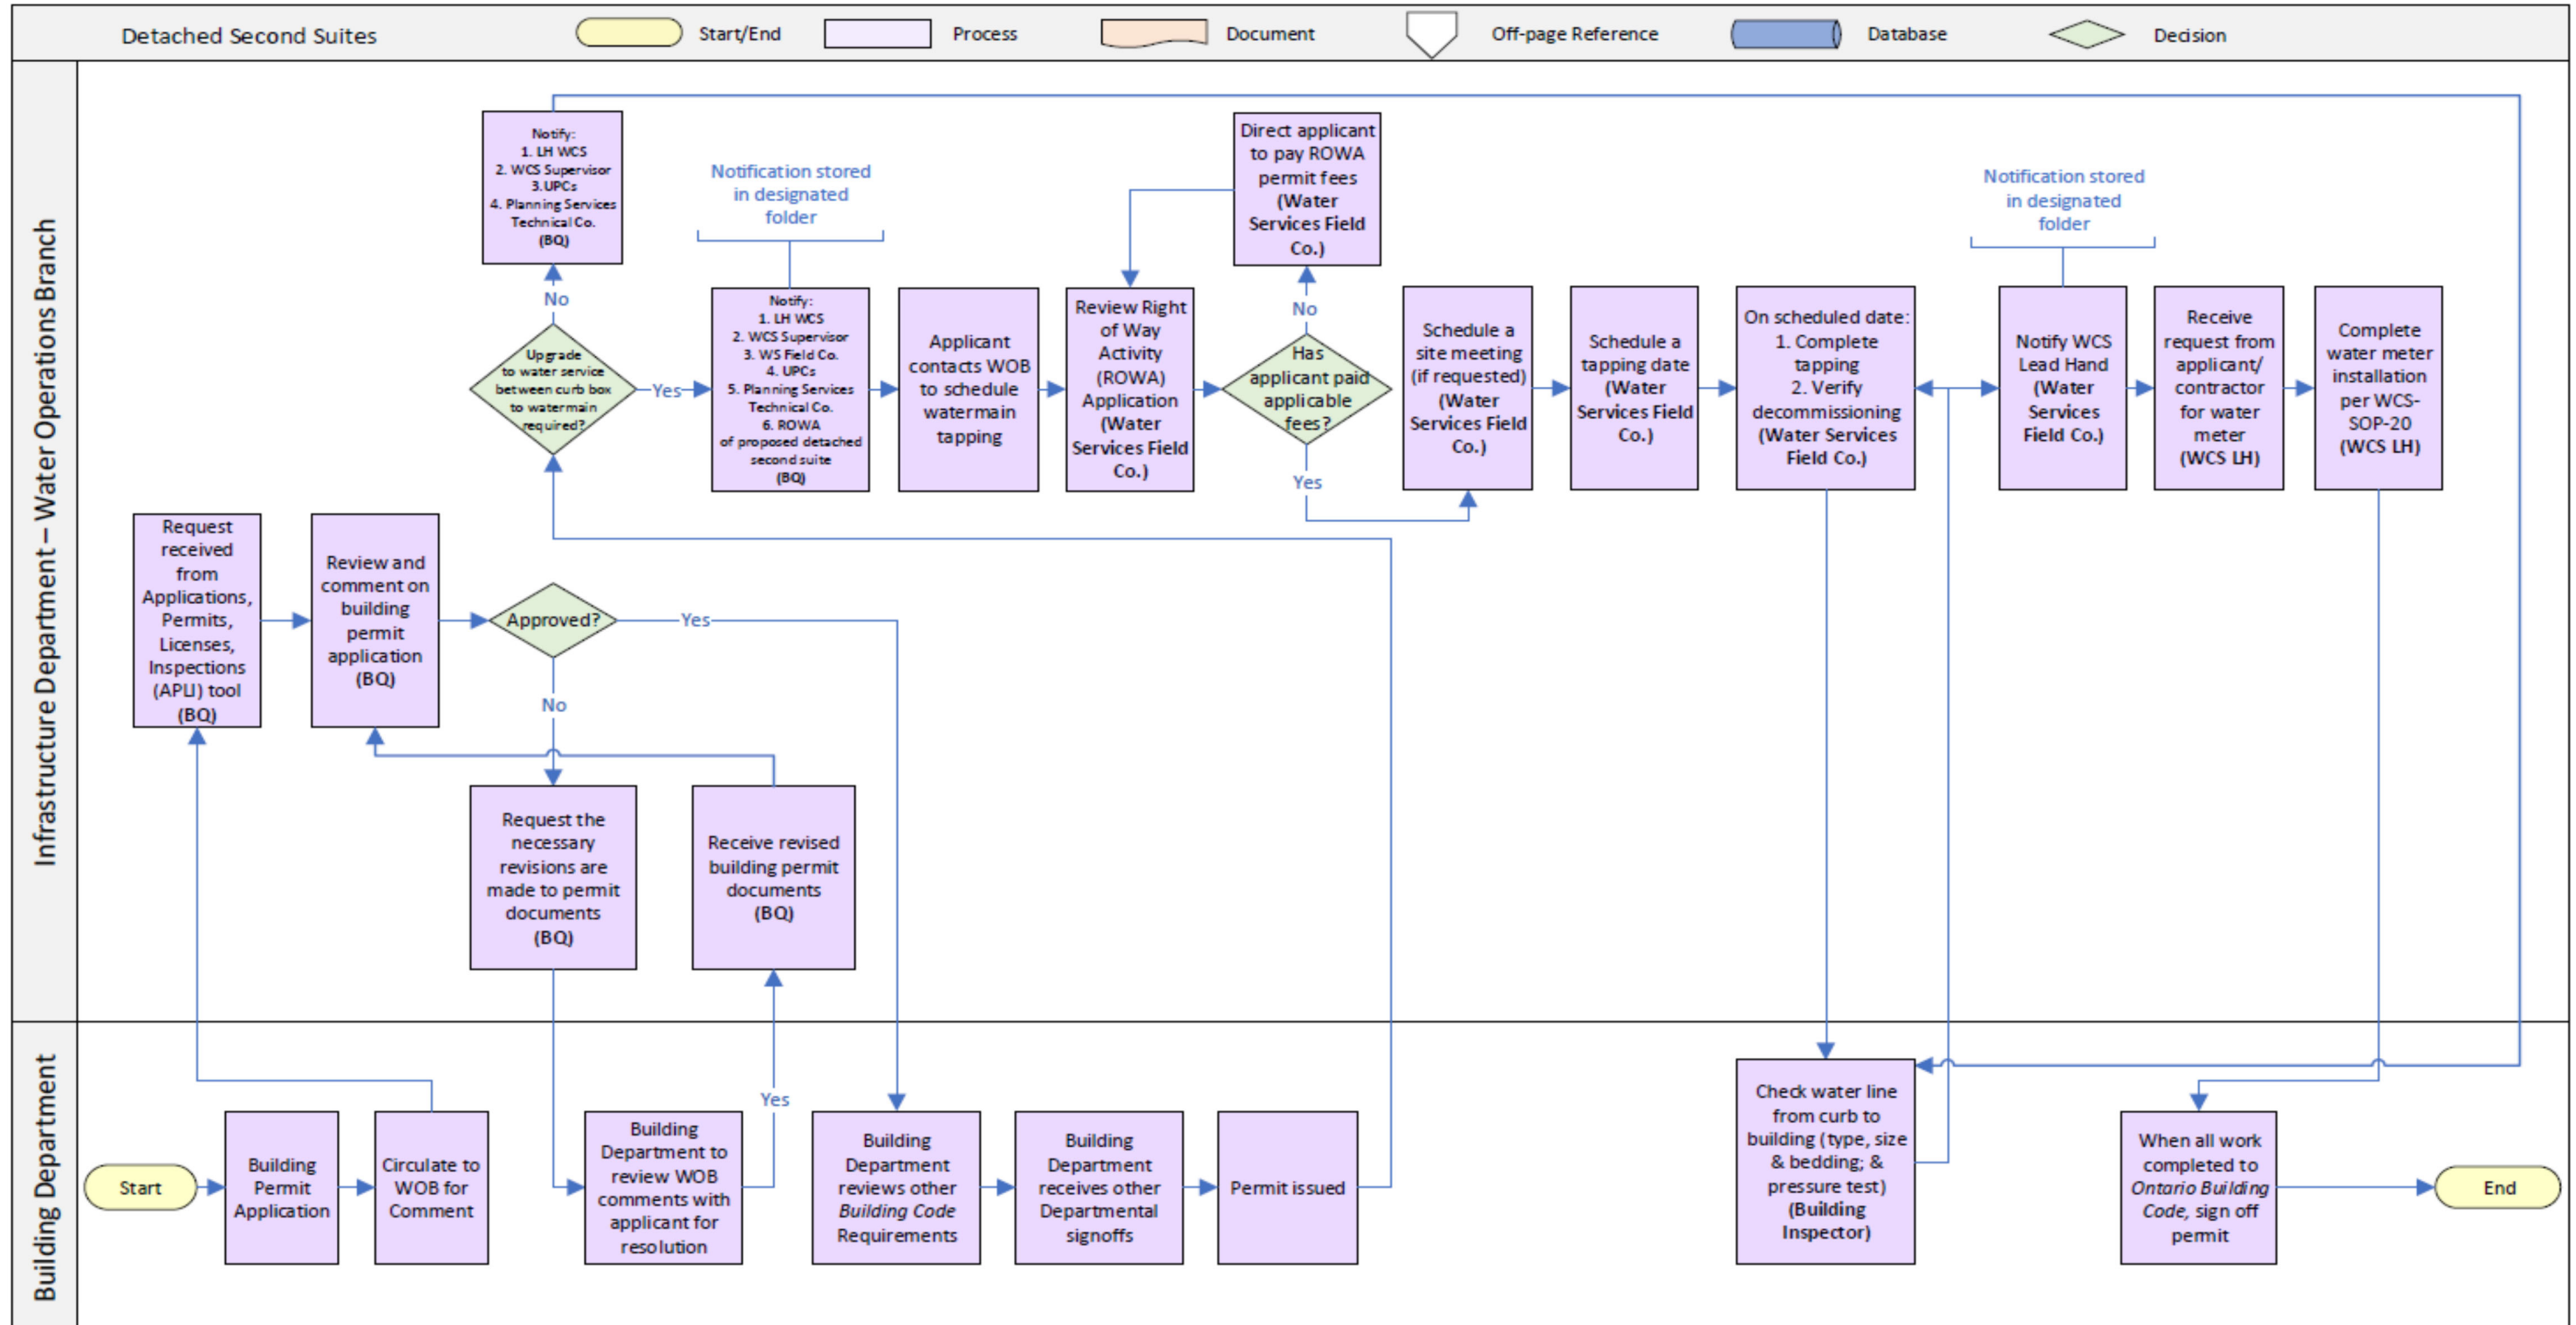 Detached Second Suites
Start/End
Process
Document
Off-page Reference
Database
Decision
Infrastructure Department – Water Operations Branch
Notify:
1. LH WCS
2. WCS Supervisor
3.UPCs
4. Planning Services
Technical Co.
(BQ)
No
Upgrade
to water service
between curb box
to watermain
required?
Yes
Notification stored
in designated
folder
Notify:
1. LH WCS
2. WCS Supervisor
3. WS Field Co.
4. UPCs
5. Planning Services
Technical Co.
6. ROWA
of proposed detached
second suite
(BQ)
Applicant
contacts WOB
to schedule
watermain
tapping
Review Right
of Way
Activity
(ROWA)
Application
(Water
Services Field
Co.)
Direct applicant
to pay ROWA
permit fees
(Water
Services Field
Co.)
No
Has
applicant paid
applicable
fees?
Yes
Schedule a
site meeting
(if requested)
(Water
Services Field
Co.)
Schedule a
tapping date
(Water
Services Field
Co.)
On scheduled date:
1. Complete
tapping
2. Verify
decommissioning
(Water Services
Field Co.)
Notification stored
in designated
folder
Notify WCS
Lead Hand
(Water
Services
Field Co.)
Receive
request from
applicant/
contractor
for water
meter
(WCS LH)
Complete
water meter
installation
per WCS-
SOP-20
(WCS LH)
Request
received
from
Applications,
Permits,
Licenses,
Inspections
(APLI) tool
(BQ)
Review and
comment on
building
permit
application
(BQ)
Approved?
Yes
No
Request the
necessary
revisions are
made to permit
documents
(BQ)
Receive revised
building permit
documents
(BQ)
Building Department
Start
Building
Permit
Application
Circulate to
WOB for
Comment
Building
Department to
review WOB
comments with
applicant for
resolution
Yes
Building
Department
reviews other
Building Code
Requirements
Building
Department
receives other
Departmental
signoffs
Permit issued
Check water line
from curb to
building (type, size
& bedding; &
pressure test)
(Building
Inspector)
When all work
completed to
Ontario Building
Code, sign off
permit
End